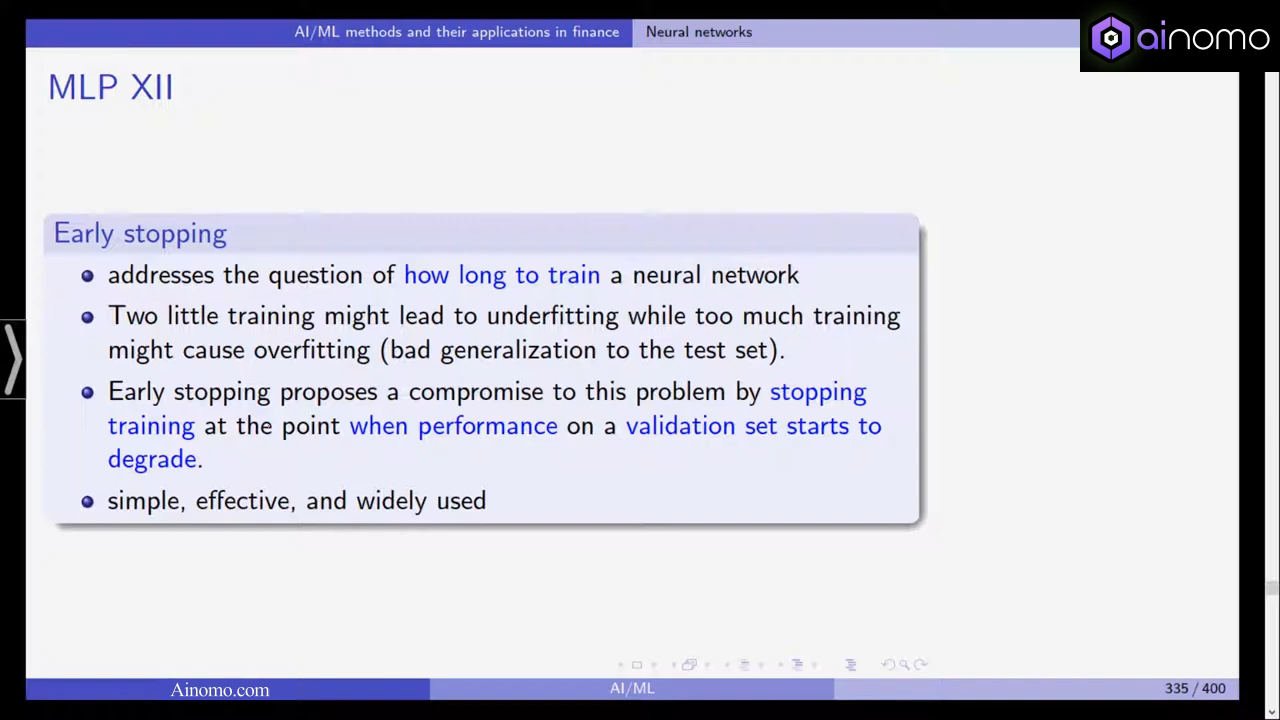 AI/ML methods and their applications in finance Neural networks
ainomo
MLP XII
Early stopping
addresses the question of how long to train a neural network
Two little training might lead to underfitting while too much training
might cause overfitting (bad generalization to the test set).
Early stopping proposes a compromise to this problem by stopping
training at the point when performance on a validation set starts to
degrade.
simple, effective, and widely used
Ainomo.com AI/ML 335 / 400